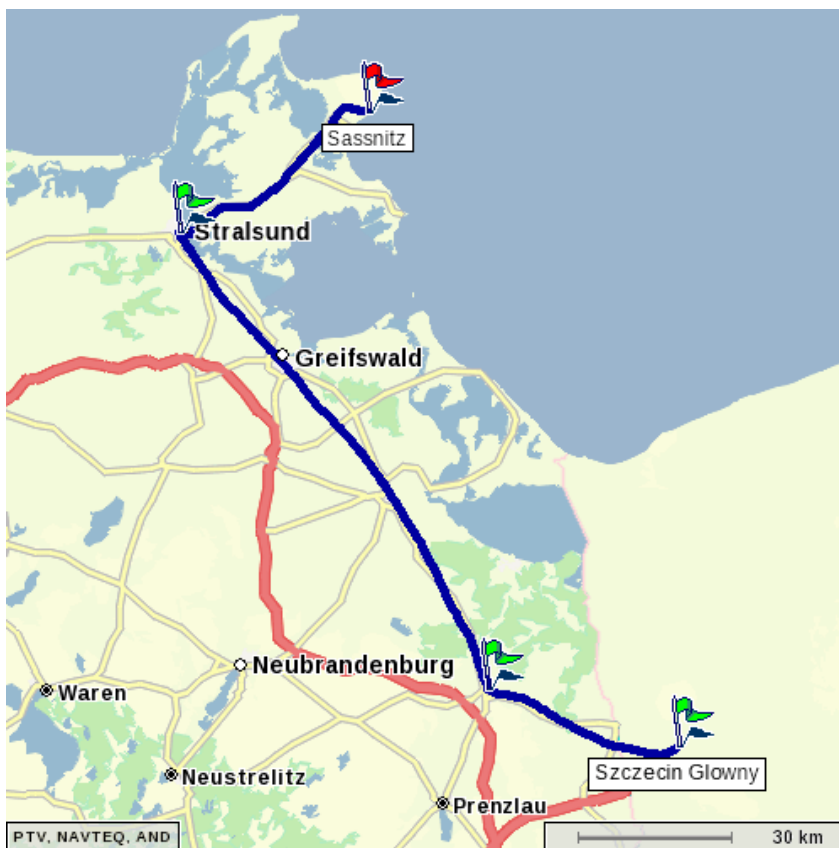 Sassnitz
Stralsund
Greifswald
Neubrandenburg
Waren
Szczecin Glowny
Neustrelitz
Prenzlau
PTV, NAVTEQ, AND
30 km